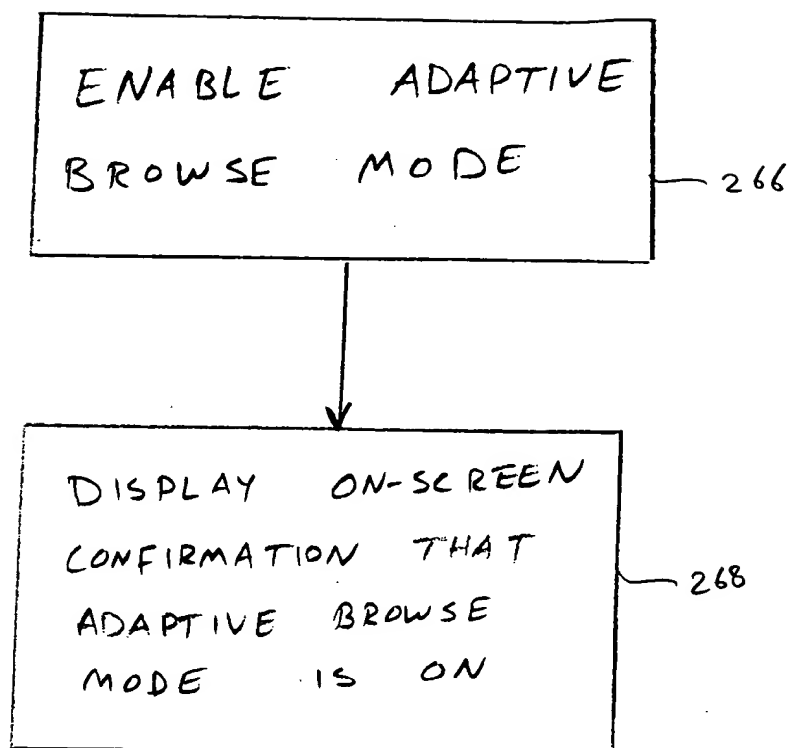 ENABLE ADAPTIVE
BROWSE MODE
266
DISPLAY ON-SCREEN
CONFIRMATION THAT
ADAPTIVE BROWSE
MODE IS ON
268